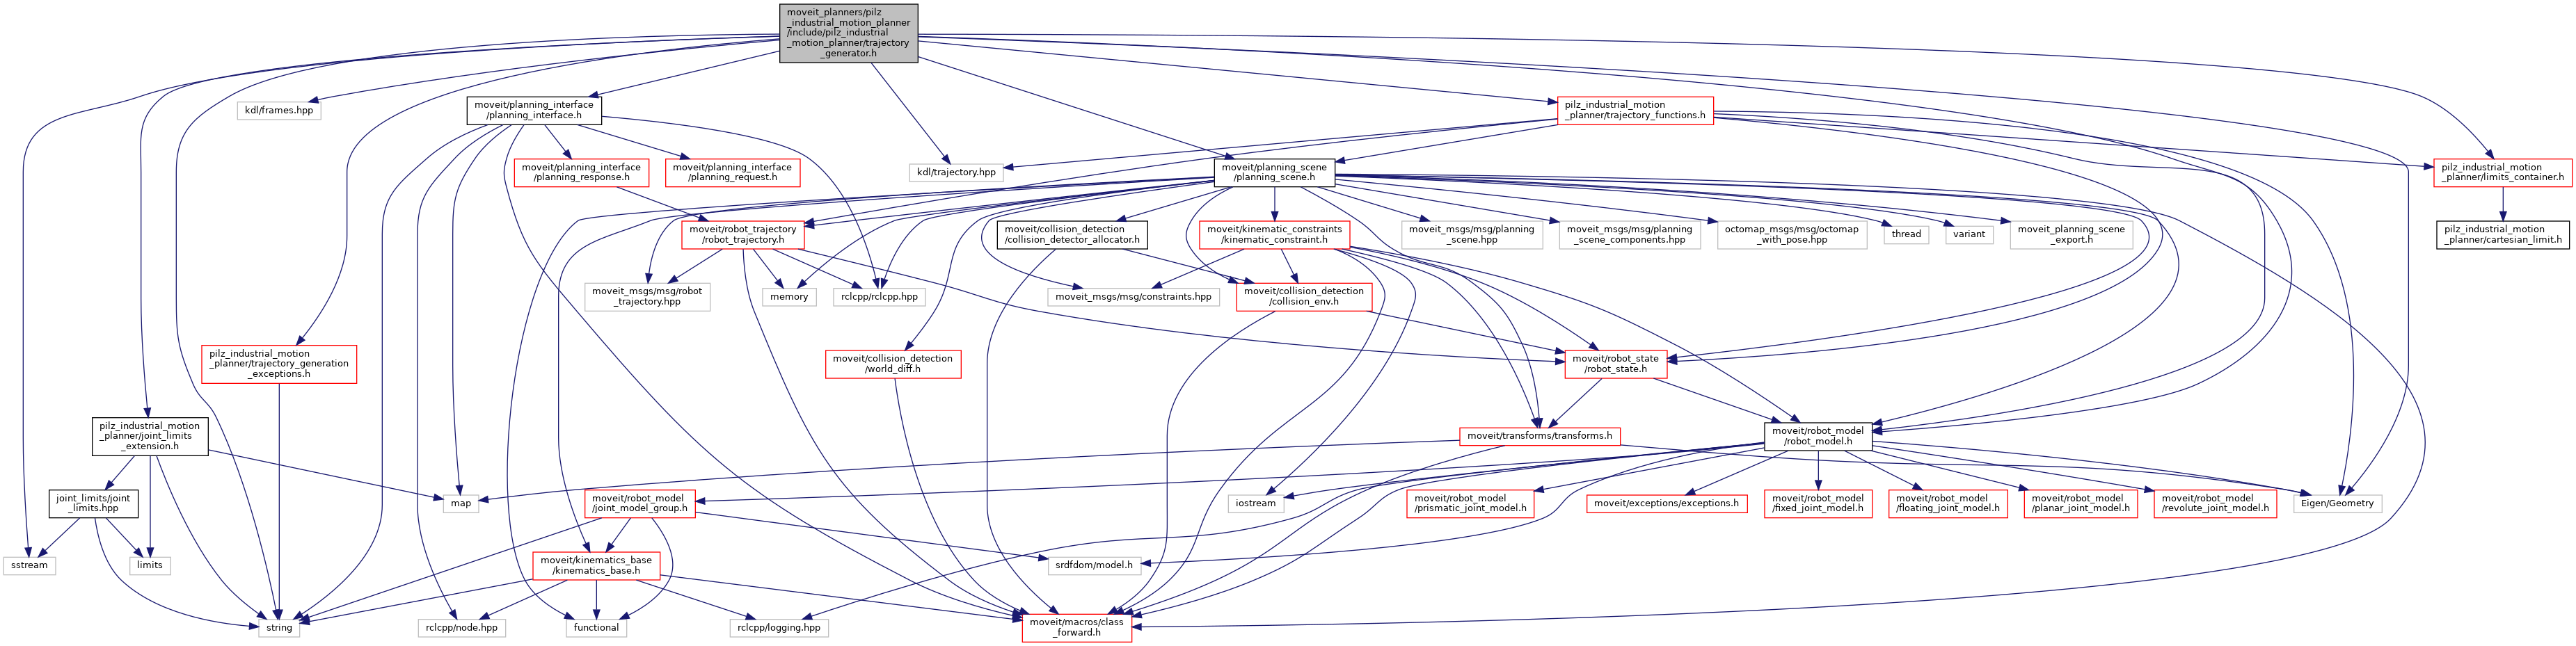 moveit_planners/pilz
_industrial_motion_planner
/include/pilz_industrial
_motion_planner/trajectory
_generator.h
kdl/frames.hpp
moveit/planning_interface
/planning_interface.h
pilz_industrial_motion
_planner/trajectory_functions.h
moveit/planning_interface
/planning_response.h
moveit/planning_interface
/planning_request.h
kdl/trajectory.hpp
moveit/planning_scene
/planning_scene.h
pilz_industrial_motion
_planner/limits_container.h
moveit/robot_trajectory
/robot_trajectory.h
moveit/collision_detection
/collision_detector_allocator.h
moveit/kinematic_constraints
/kinematic_constraint.h
moveit_msgs/msg/planning
_scene.hpp
moveit_msgs/msg/planning
_scene_components.hpp
octomap_msgs/msg/octomap
_with_pose.hpp
thread
variant
moveit_planning_scene
_export.h
pilz_industrial_motion
_planner/cartesian_limit.h
moveit_msgs/msg/robot
_trajectory.hpp
memory
rclcpp/rclcpp.hpp
moveit_msgs/msg/constraints.hpp
moveit/collision_detection
/collision_env.h
pilz_industrial_motion
_planner/trajectory_generation
_exceptions.h
moveit/collision_detection
/world_diff.h
moveit/robot_state
/robot_state.h
pilz_industrial_motion
_planner/joint_limits
_extension.h
moveit/transforms/transforms.h
moveit/robot_model
/robot_model.h
joint_limits/joint
_limits.hpp
map
moveit/robot_model
/joint_model_group.h
iostream
moveit/robot_model
/prismatic_joint_model.h
moveit/exceptions/exceptions.h
moveit/robot_model
/fixed_joint_model.h
moveit/robot_model
/floating_joint_model.h
moveit/robot_model
/planar_joint_model.h
moveit/robot_model
/revolute_joint_model.h
Eigen/Geometry
sstream
limits
moveit/kinematics_base
/kinematics_base.h
srdfdom/model.h
string
rclcpp/node.hpp
functional
rclcpp/logging.hpp
moveit/macros/class
_forward.h